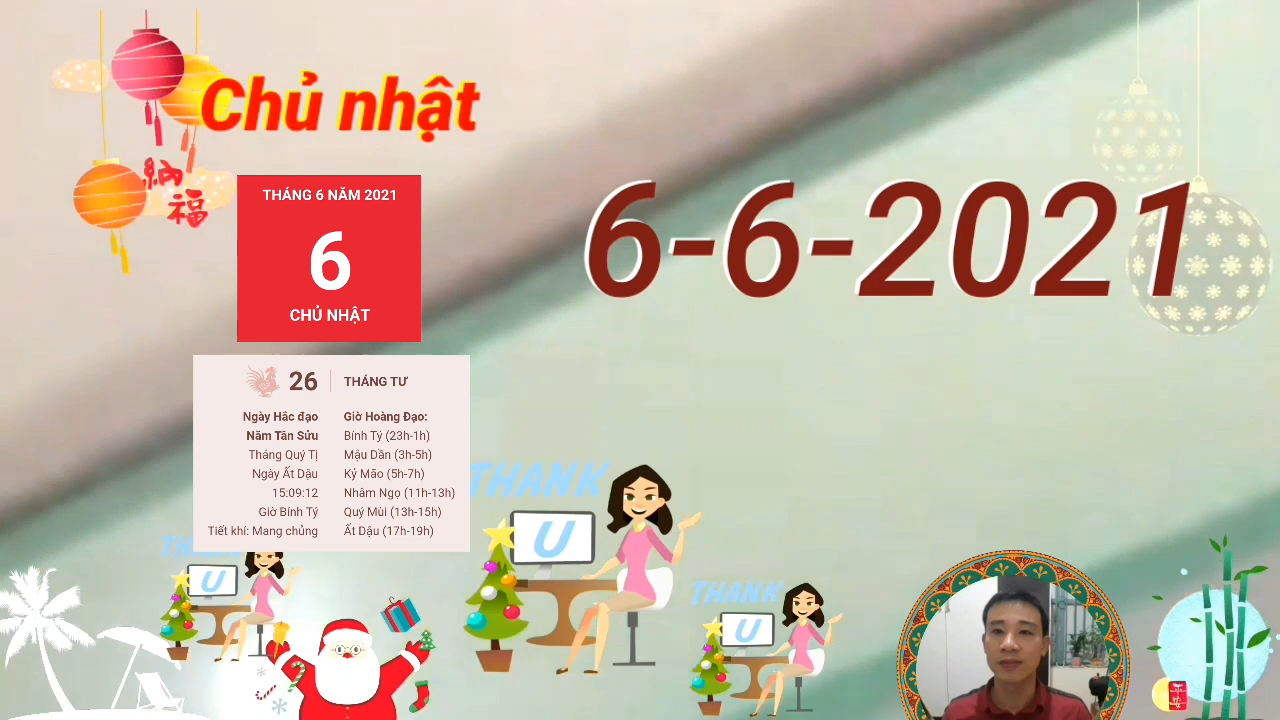 Chủ nhật
納
福
THÁNG 6 NĂM 2021
6
CHỦ NHẬT
6-6-2021
26
THÁNG TƯ
Ngày Hắc đạo
Năm Tân Sửu
Tháng Quý Tị
Ngày Ất Dậu
15:09:12
Giờ Bính Tý
Tiết khí: Mang chủng
Giờ Hoàng Đạo:
Bính Tý (23h-1h)
Mậu Dần (3h-5h)
Kỷ Mão (5h-7h)
Nhâm Ngọ (11h-13h)
Quý Mùi (13h-15h)
Ất Dậu (17h-19h)
THANK
U
U
THANK
U